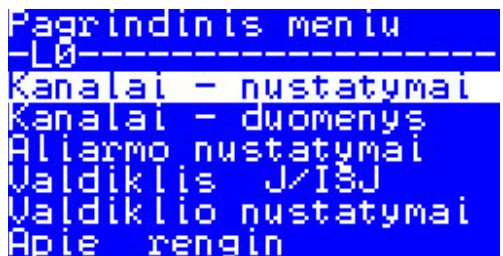 Pagrindinis meniu
-L0--------------------
Kanalai - nustatymai
Kanalai - duomenys
Aliarmo nustatymai
Valdiklis J/IŠJ
Valdiklio nustatymai
Apie rengin